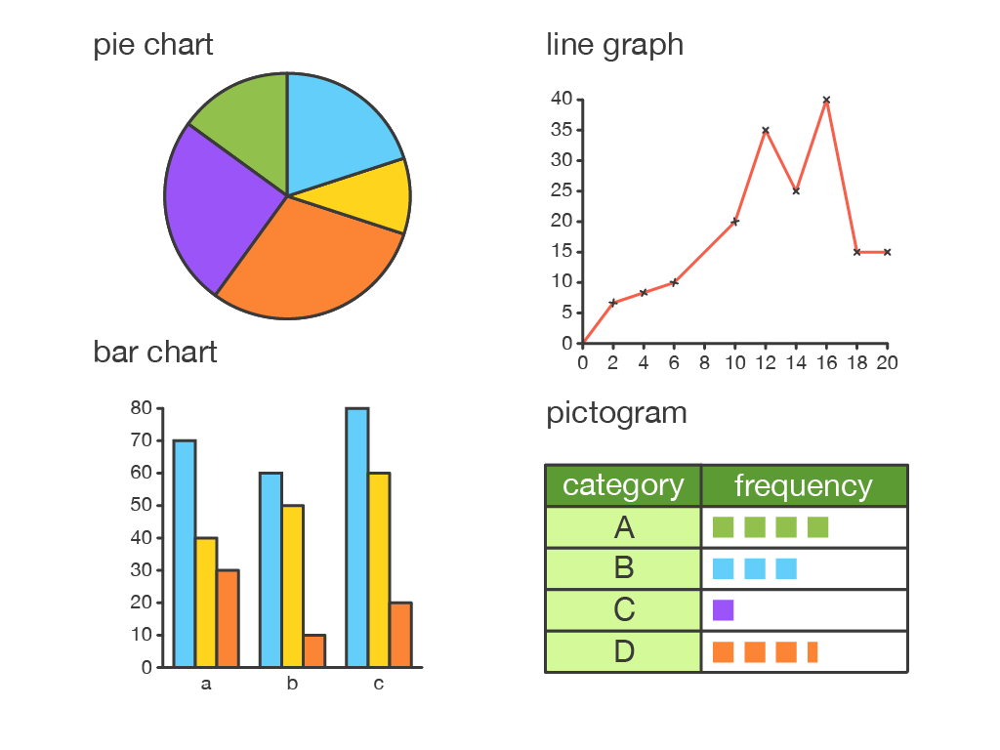 pie chart
line graph
40
35
30
25
20
15
10
5
0
0 2 4 6 8 10 12 14 16 18 20
bar chart
80
70
60
50
40
30
20
10
0
a b c
pictogram
category frequency
A
B
C
D